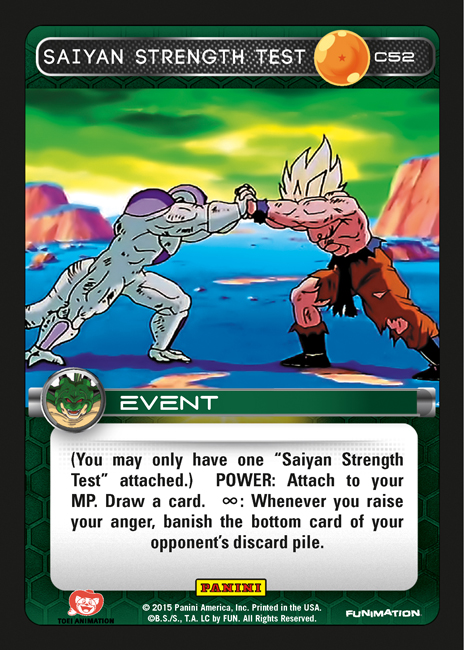 SAIYAN STRENGTH TEST C52
EVENT
(You may only have one “Saiyan Strength
Test” attached.) POWER: Attach to your
MP. Draw a card. ∞: Whenever you raise
your anger, banish the bottom card of your
opponent’s discard pile.
PANINI
TOEI ANIMATION
© 2015 Panini America, Inc. Printed in the USA.
©B.S./S., T.A. LC by FUN. All Rights Reserved.
FUNIMATION